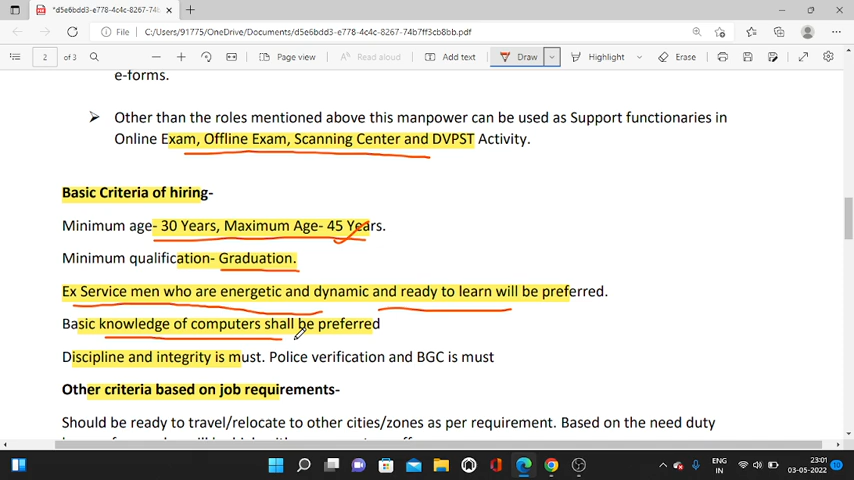 *d5e6bdd3-e778-4c4c-8267-74b
File
C:/Users/91775/OneDrive/Documents/d5e6bdd3-e778-4c4c-8267-74b7ff3cb8bb.pdf
2 of 3
Page view
Read aloud
Add text
Draw
Highlight
Erase
e-forms.
Other than the roles mentioned above this manpower can be used as Support functionaries in
Online Exam, Offline Exam, Scanning Center and DVPST Activity.
Basic Criteria of hiring-
Minimum age- 30 Years, Maximum Age- 45 Years.
Minimum qualification- Graduation.
Ex Service men who are energetic and dynamic and ready to learn will be preferred.
Basic knowledge of computers shall be preferred
Discipline and integrity is must. Police verification and BGC is must
Other criteria based on job requirements-
Should be ready to travel/relocate to other cities/zones as per requirement. Based on the need duty
ENG
IN
23:01
03-05-2022